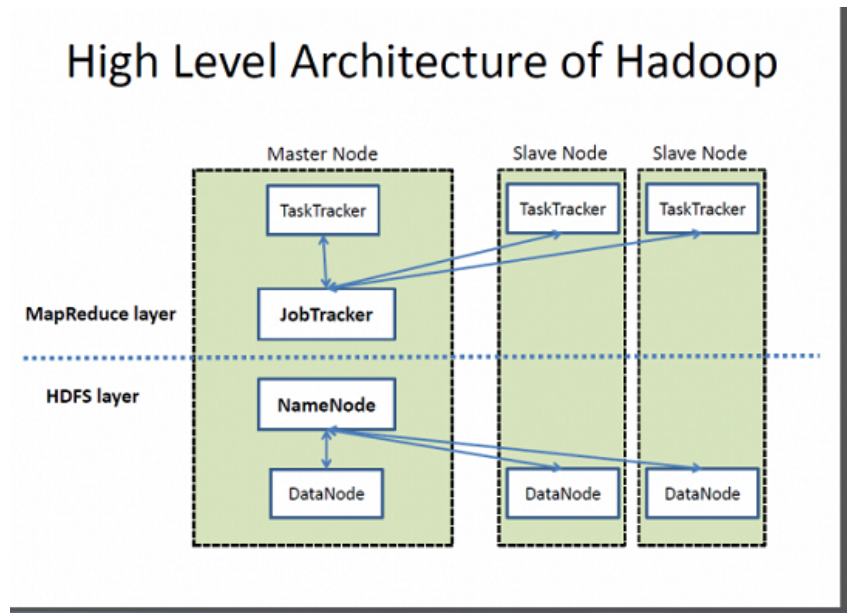 High Level Architecture of Hadoop
Master Node
Slave Node
Slave Node
TaskTracker
TaskTracker
TaskTracker
MapReduce layer
JobTracker
HDFS layer
NameNode
DataNode
DataNode
DataNode